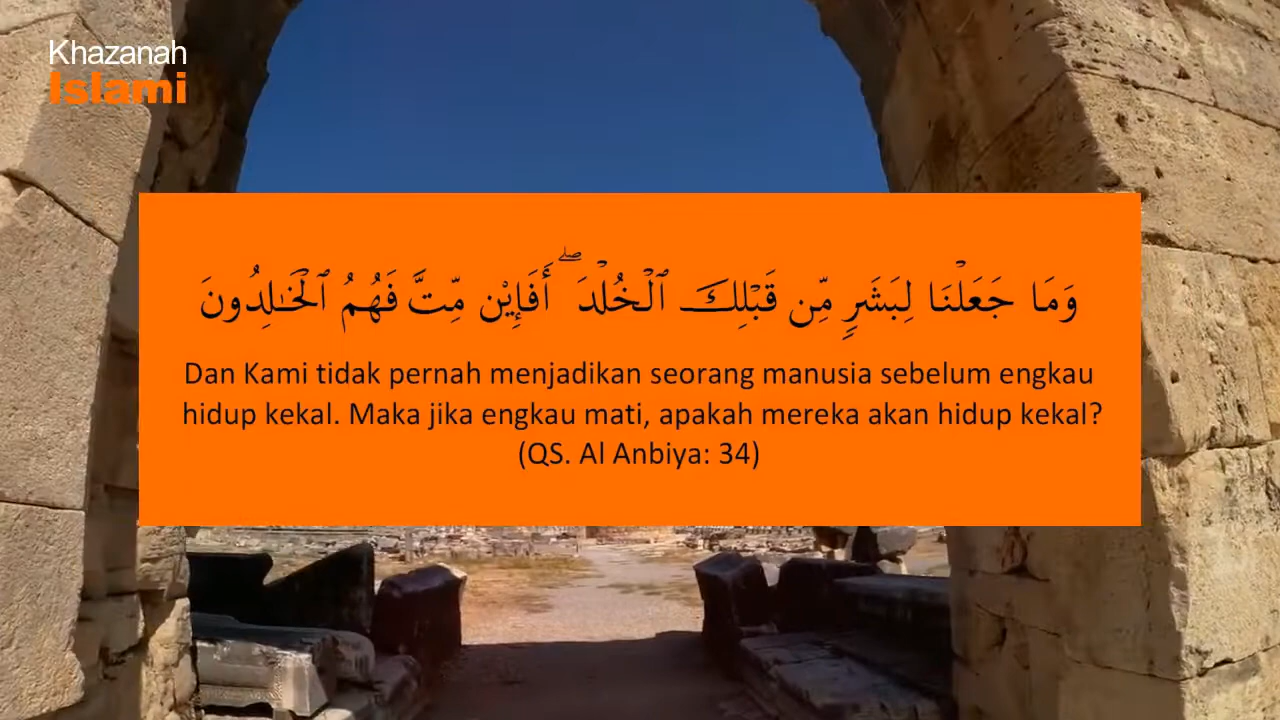 Khazanah
Islami
وَمَا جَعَلْنَا لِبَشَرٍ مِّن قَبْلِكَ ٱلْخُلْدَ ۖ أَفَإِيْن مِّتَّ فَهُمُ ٱلْخَـٰلِدُونَ
Dan Kami tidak pernah menjadikan seorang manusia sebelum engkau
hidup kekal. Maka jika engkau mati, apakah mereka akan hidup kekal?
(QS. Al Anbiya: 34)